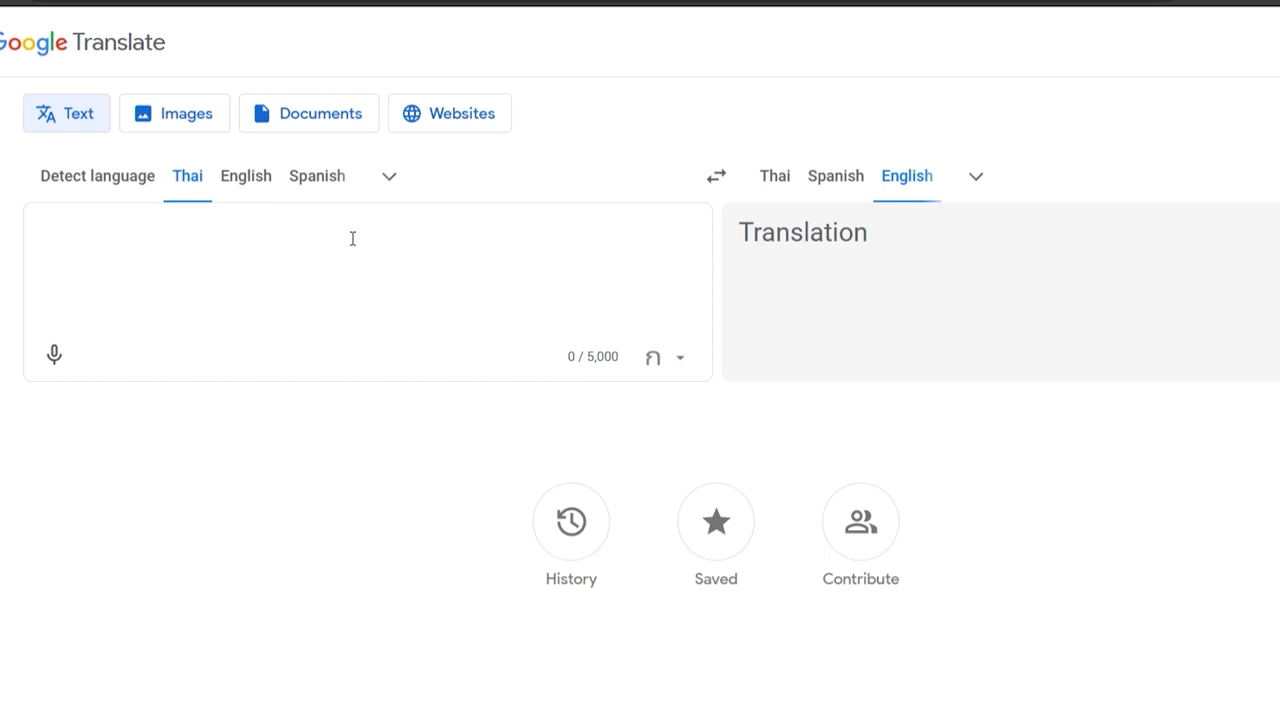 Google Translate
Text Images Documents Websites
Detect language Thai English Spanish Thai Spanish English
Translation
0 / 5,000 ก
History Saved Contribute